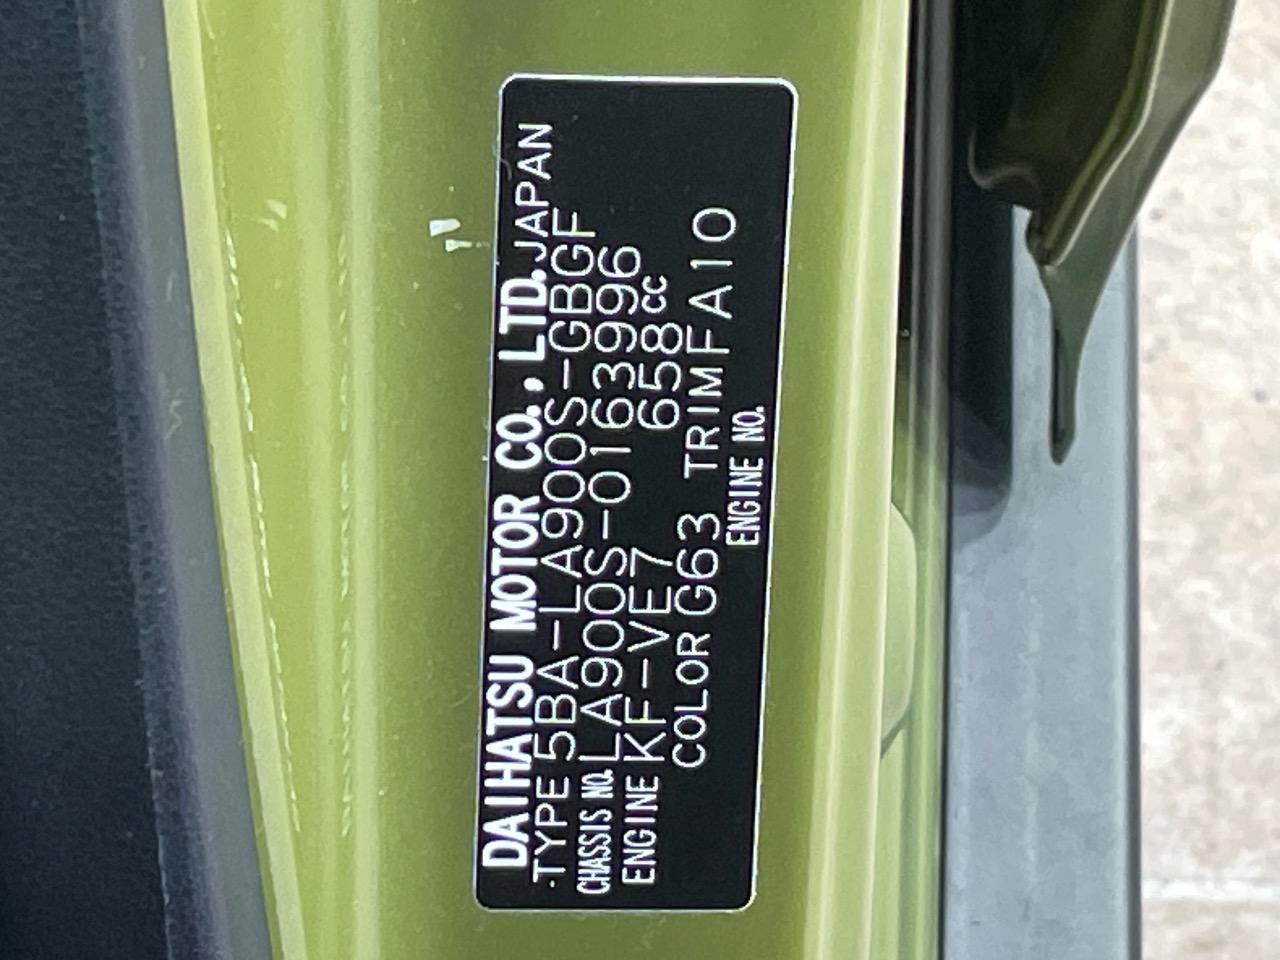 DAIHATSU MOTOR CO., LTD. JAPAN
TYPE 5BA-LA900S-GBGF
CHASSIS NO. LA900S-0163996
ENGINE KF-VE7 658cc
COLOR G63 TRIM FA10
ENGINE NO.